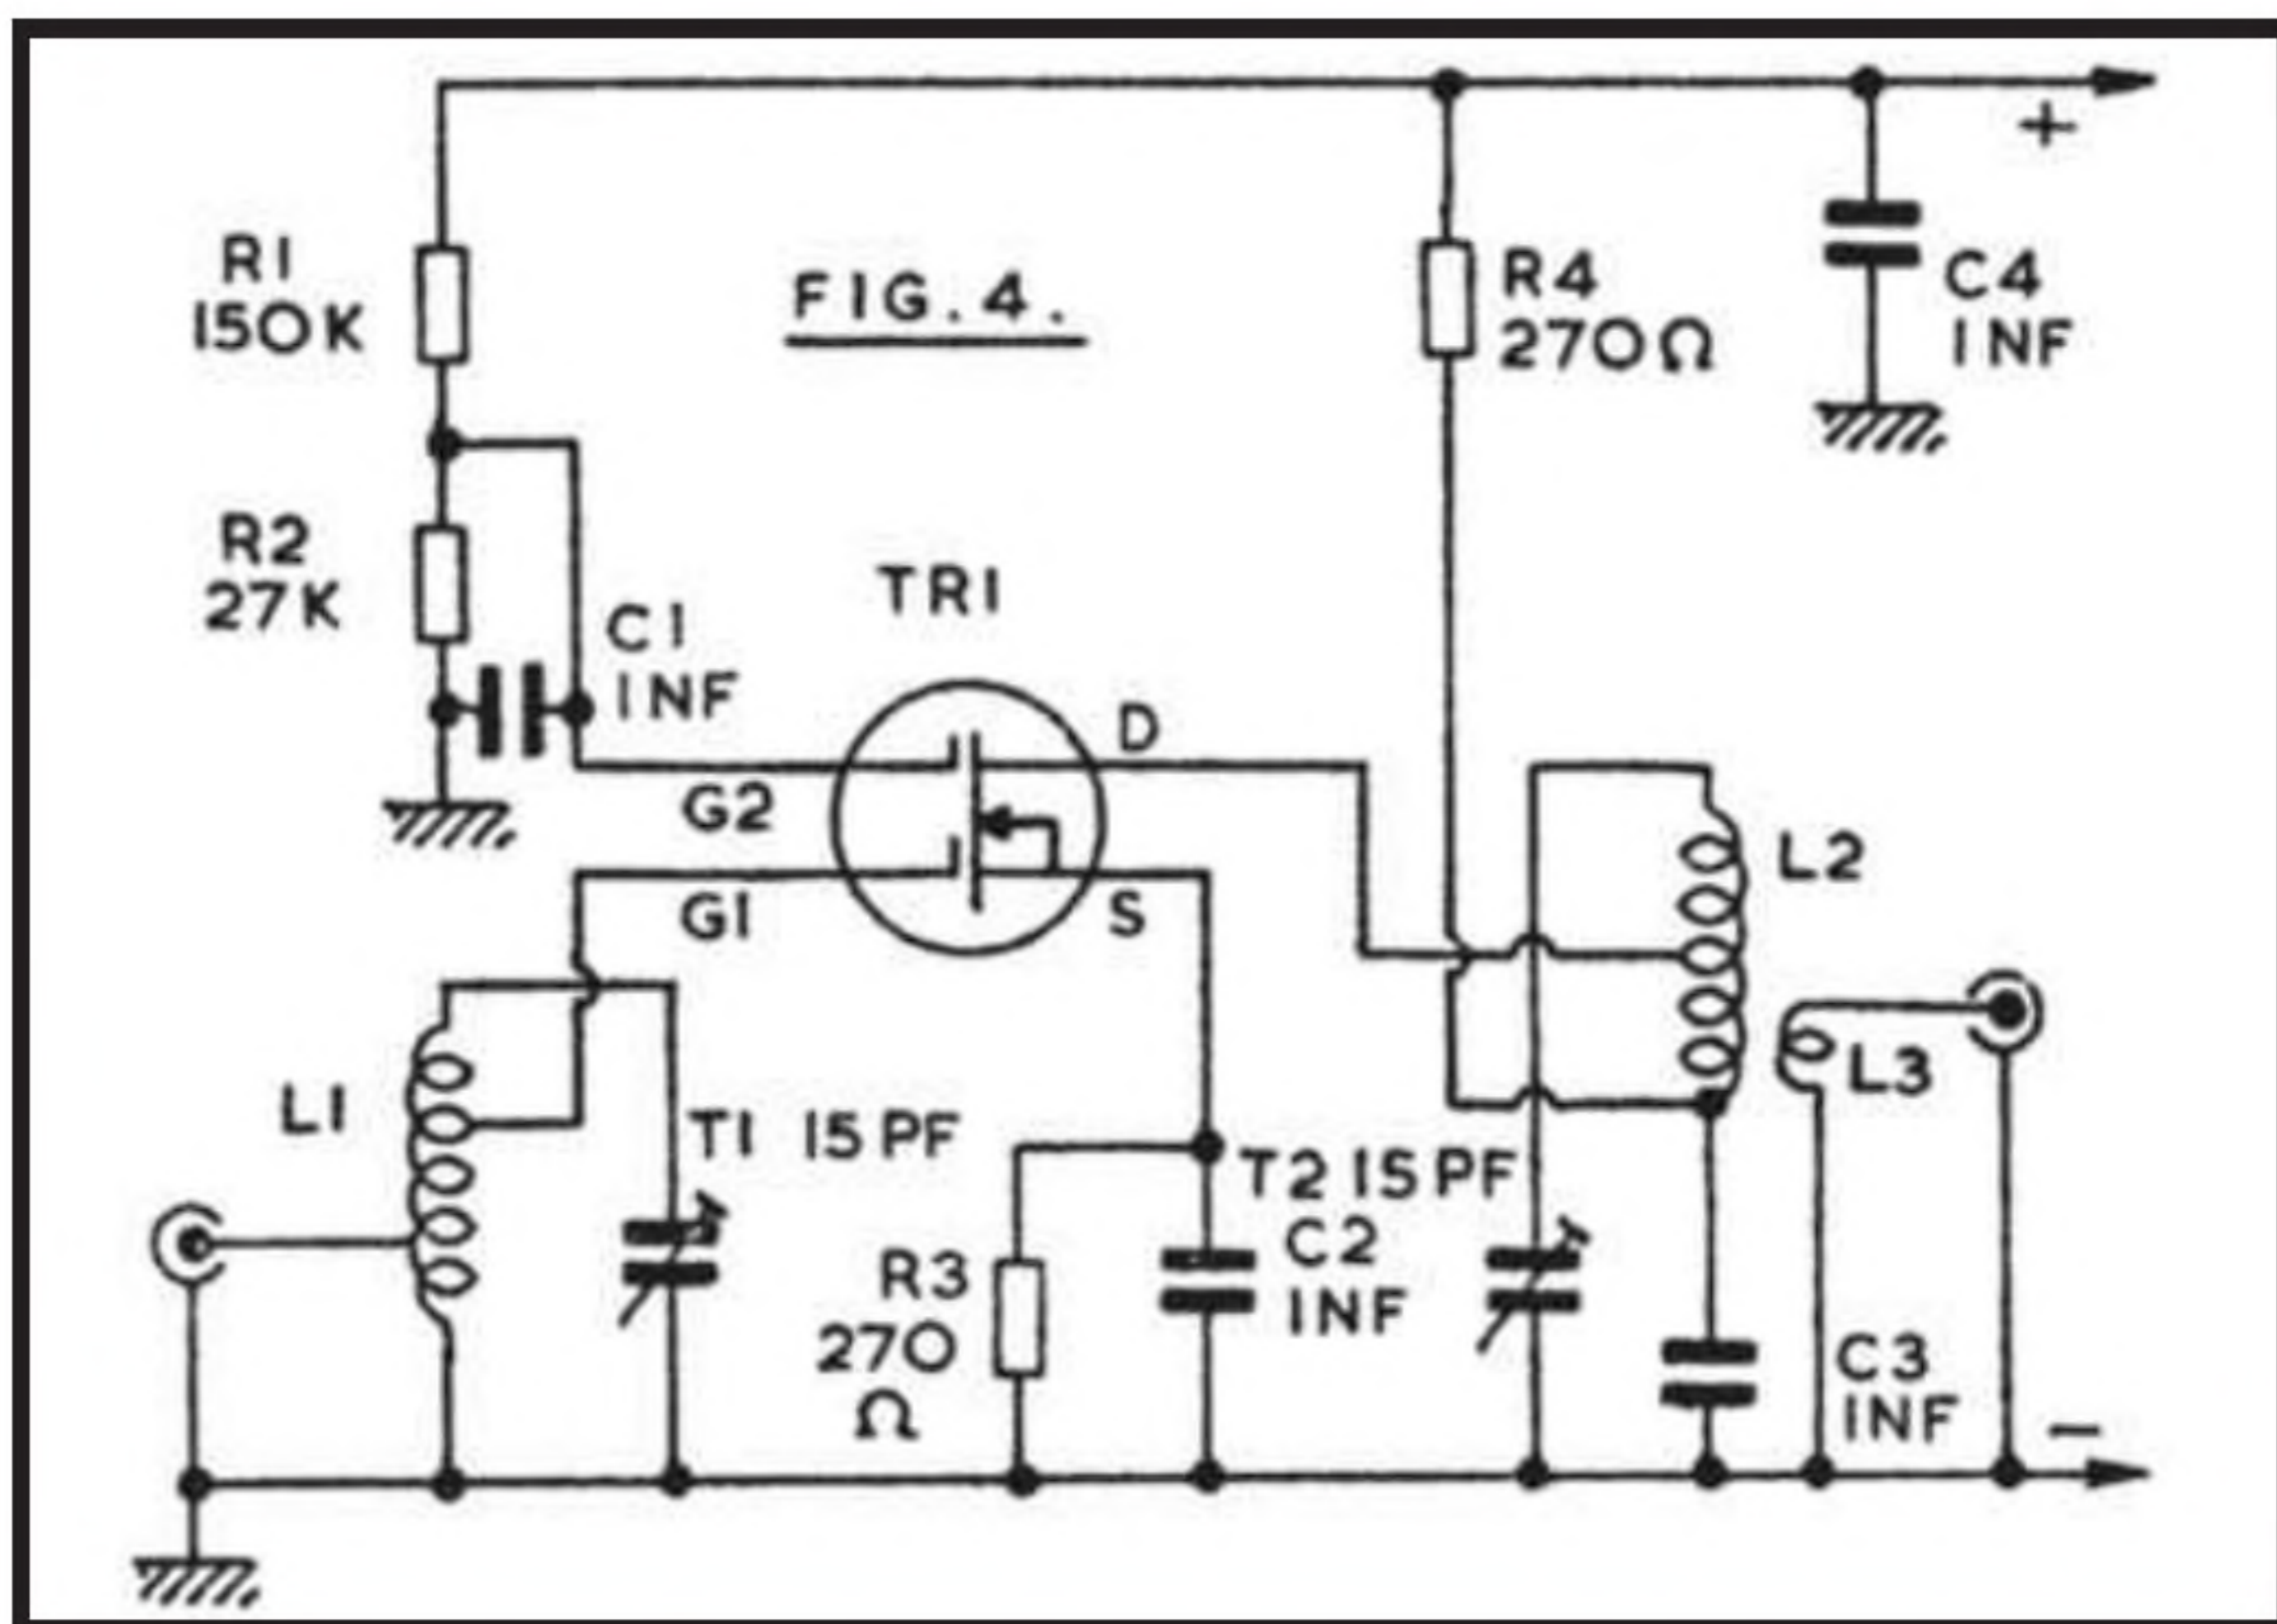 +
R1
150K
FIG.4.
R4
270Ω
C4
1NF
R2
27K
C1
1NF
TR1
D
G2
G1
S
L2
L1
T1 15PF
T2 15PF
L3
R3
270
Ω
C2
1NF
C3
1NF
−